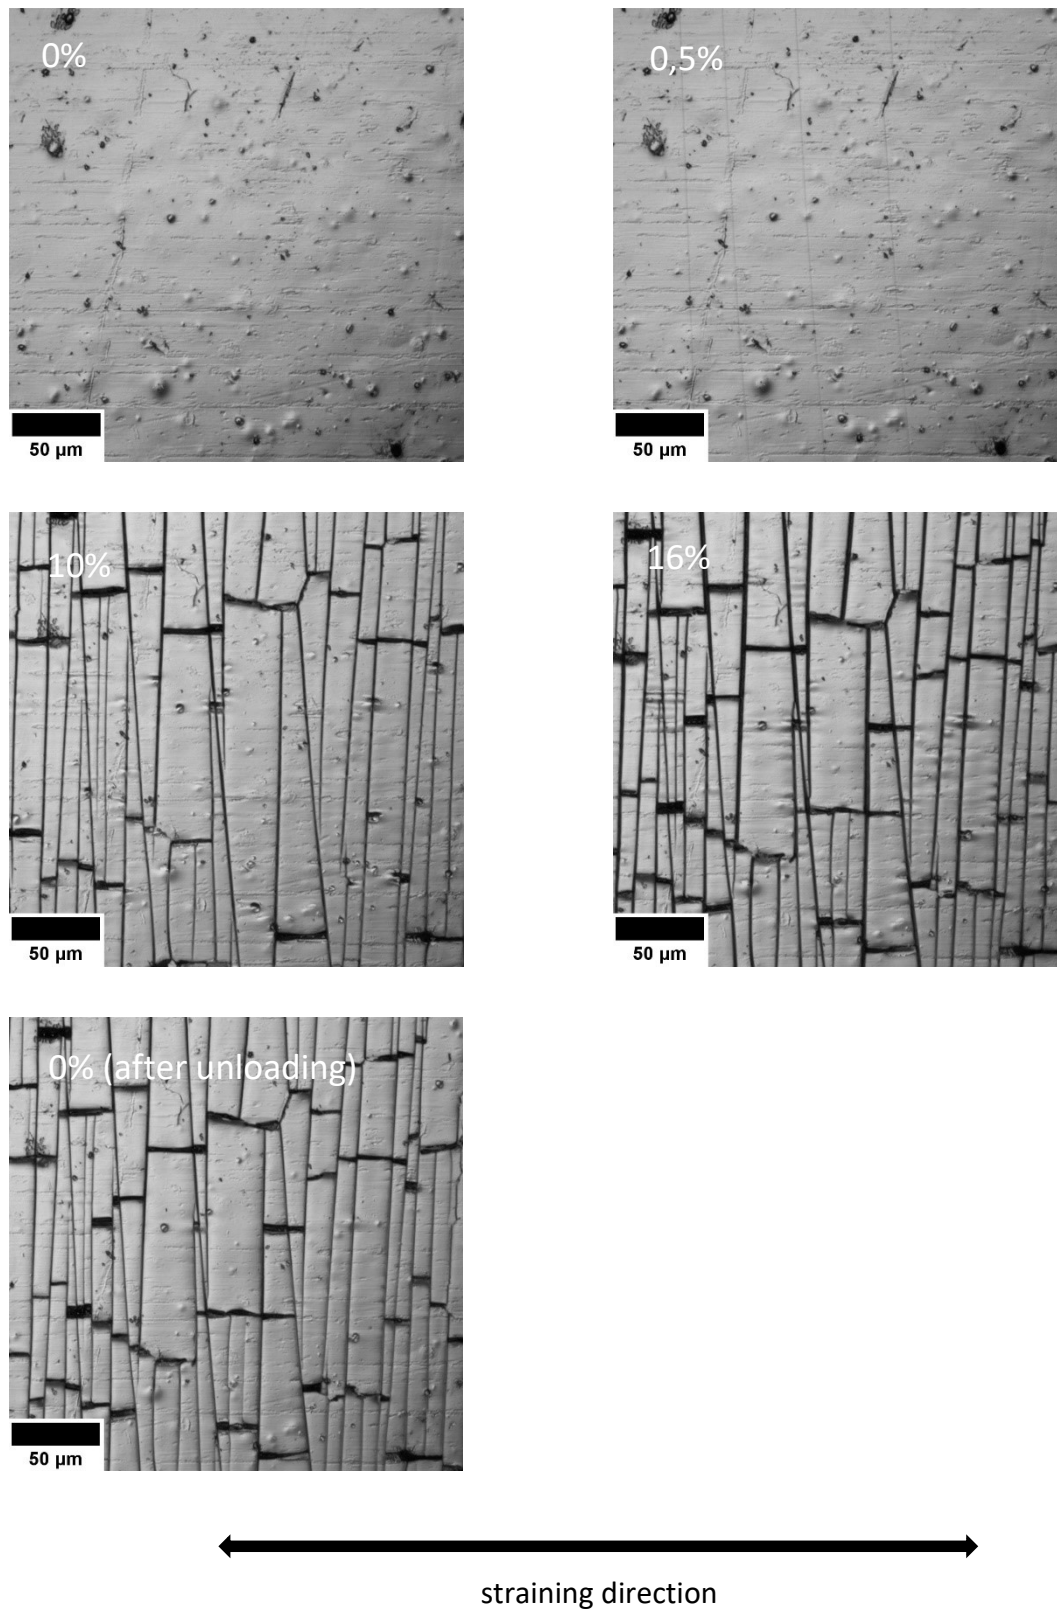 0%
0,5%
50 µm
50 µm
10%
16%
50 µm
50 µm
0% (after unloading)
50 µm
straining direction